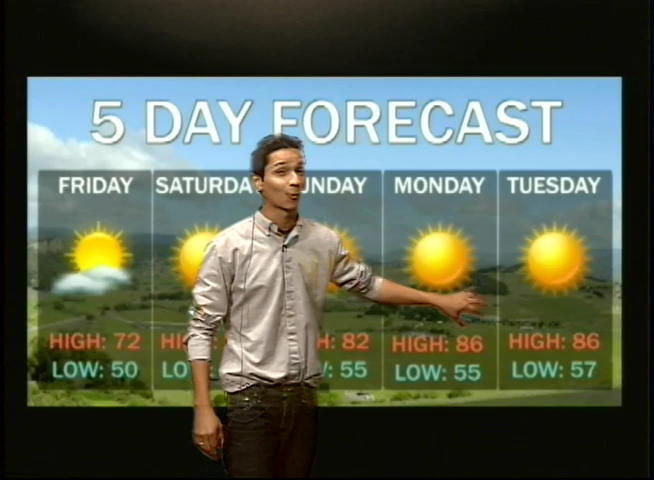 5 DAY FORECAST
FRIDAY SATURDA UNDAY MONDAY TUESDAY
HIGH: 72 H : 82 HIGH: 86 HIGH: 86
LOW: 50 LO : 55 LOW: 55 LOW: 57